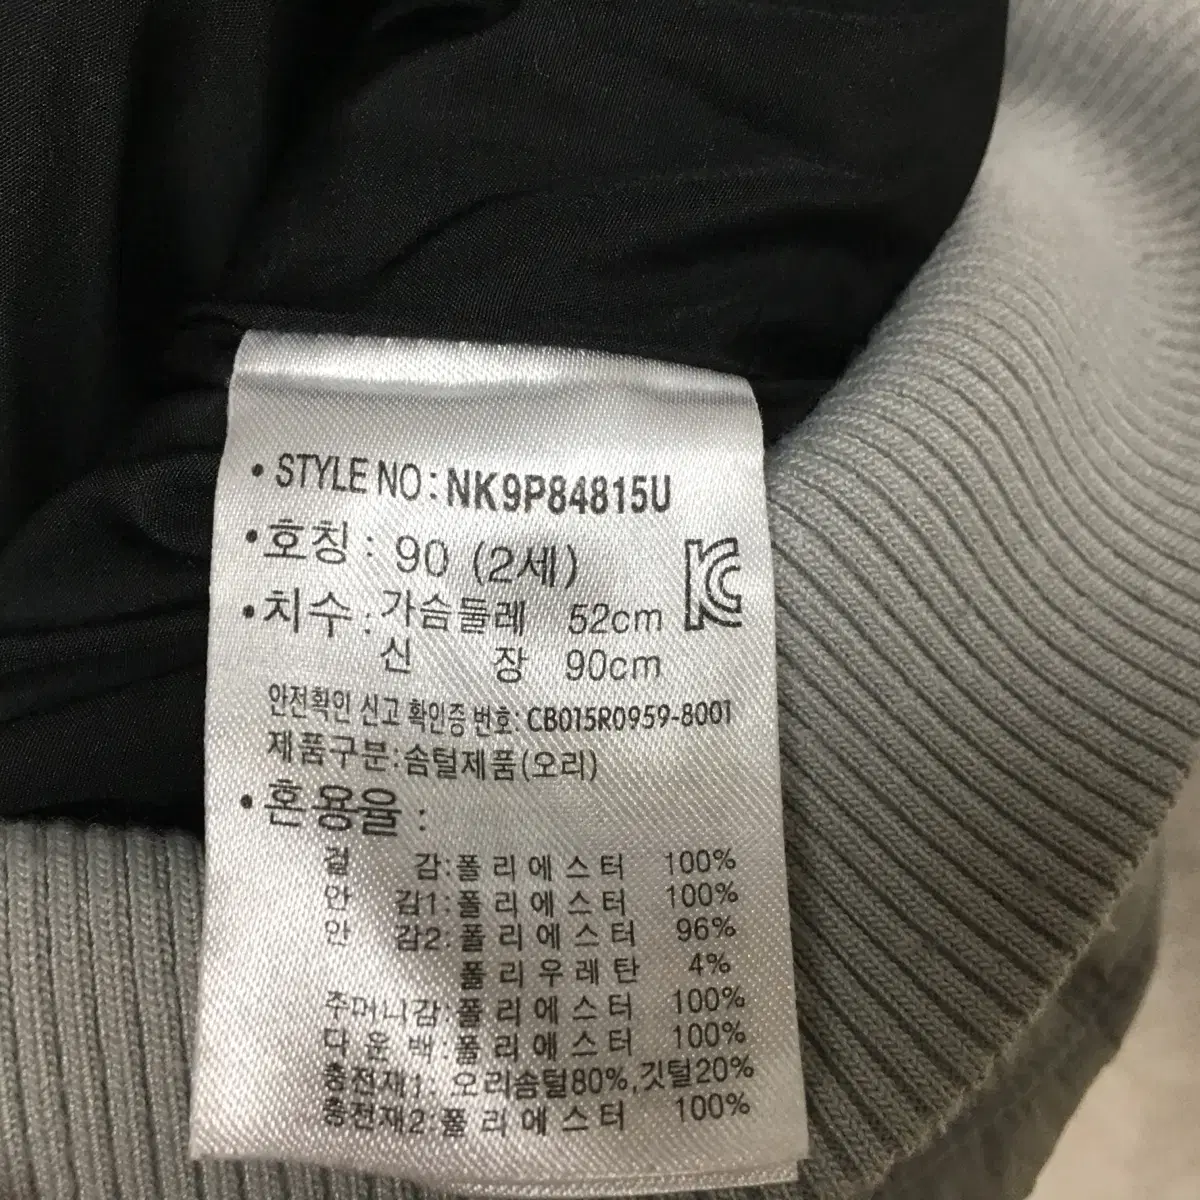 • STYLE NO : NK9P84815U
• 호칭 : 90 (2세)
• 치수 : 가슴둘레 52cm
신 장 90cm
안전확인 신고 확인증 번호: CB015R0959-8001
제품구분:솜털제품(오리)
• 혼용율 :
겉 감:폴리에스터 100%
안 감1:폴리에스터 100%
안 감2:폴리에스터 96%
폴리우레탄 4%
주머니감:폴리에스터 100%
다운백:폴리에스터 100%
충전재1: 오리솜털80%,깃털20%
충전재2:폴리에스터 100%